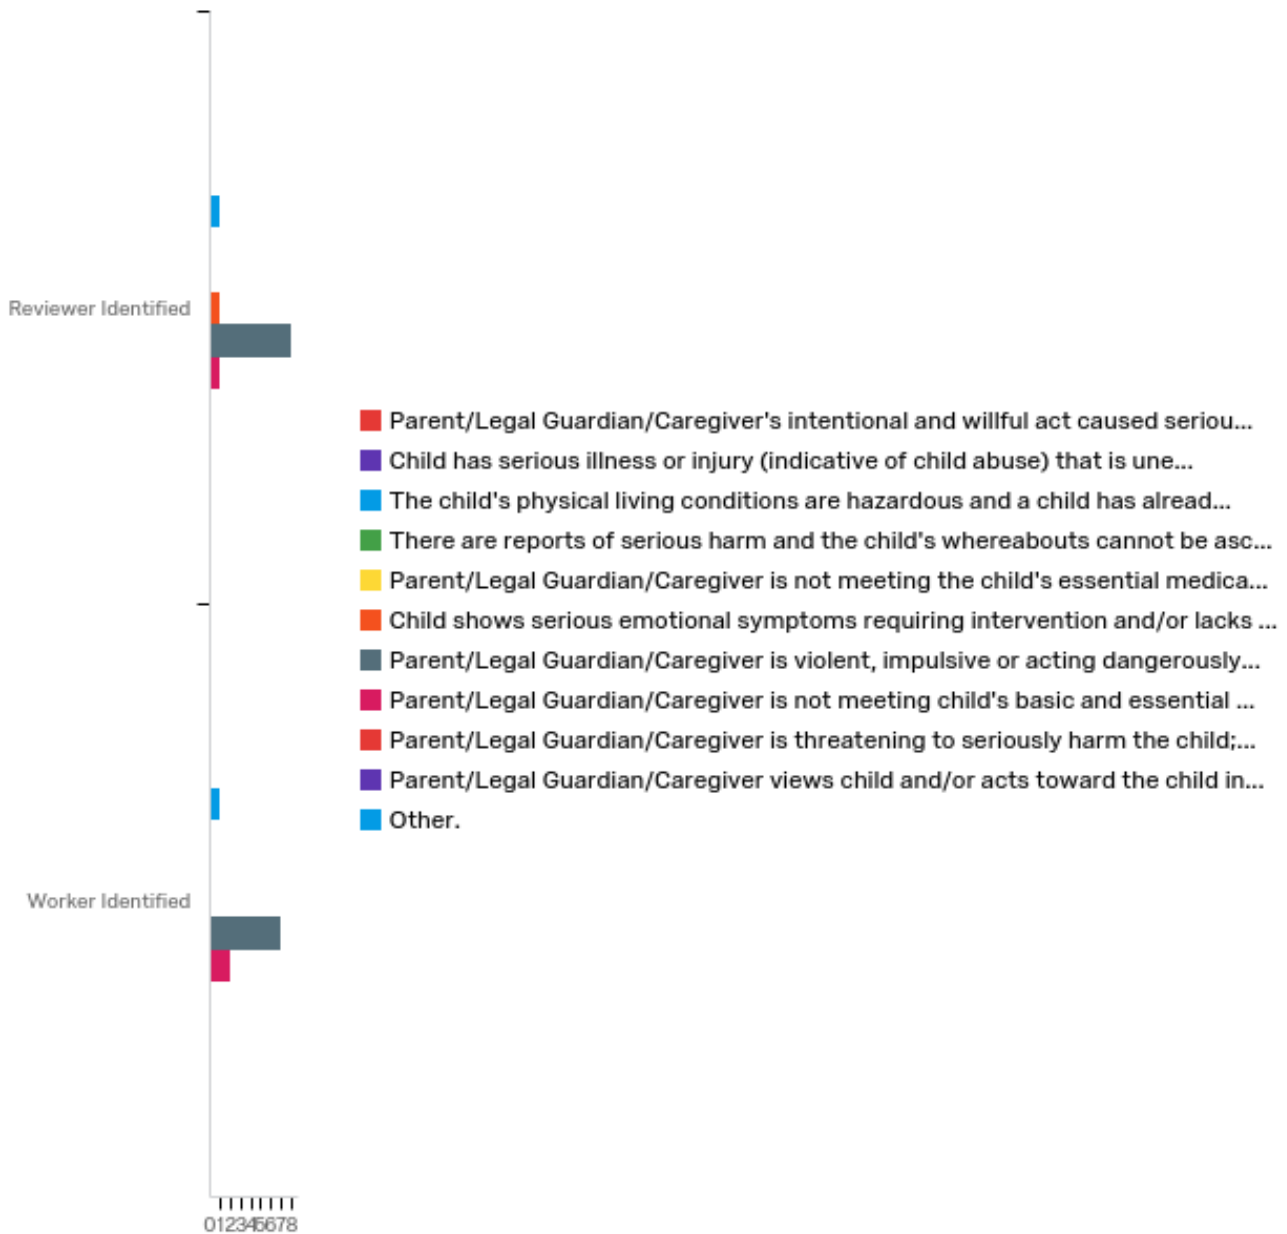 Reviewer Identified
Parent/Legal Guardian/Caregiver's intentional and willful act caused seriou...
Child has serious illness or injury (indicative of child abuse) that is une...
The child's physical living conditions are hazardous and a child has alread...
There are reports of serious harm and the child's whereabouts cannot be asc...
Parent/Legal Guardian/Caregiver is not meeting the child's essential medica...
Child shows serious emotional symptoms requiring intervention and/or lacks ...
Parent/Legal Guardian/Caregiver is violent, impulsive or acting dangerously...
Parent/Legal Guardian/Caregiver is not meeting child's basic and essential ...
Parent/Legal Guardian/Caregiver is threatening to seriously harm the child;...
Parent/Legal Guardian/Caregiver views child and/or acts toward the child in...
Other.
Worker Identified
012345678